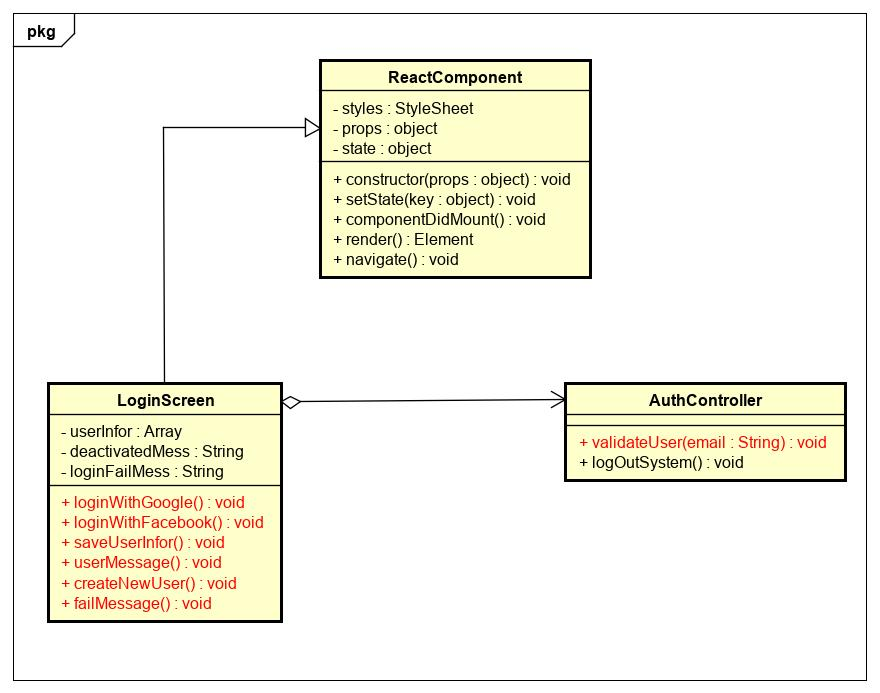 pkg
ReactComponent
- styles : StyleSheet
- props : object
- state : object
+ constructor(props : object) : void
+ setState(key : object) : void
+ componentDidMount() : void
+ render() : Element
+ navigate() : void
LoginScreen
- userInfor : Array
- deactivatedMess : String
- loginFailMess : String
+ loginWithGoogle() : void
+ loginWithFacebook() : void
+ saveUserInfor() : void
+ userMessage() : void
+ createNewUser() : void
+ failMessage() : void
AuthController
+ validateUser(email : String) : void
+ logOutSystem() : void